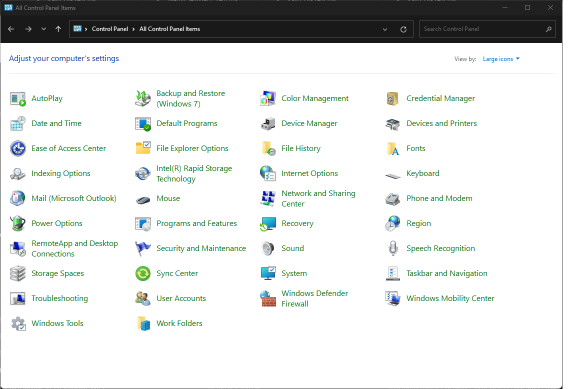 All Control Panel Items
Control Panel > All Control Panel Items
Search Control Panel
Adjust your computer's settings
View by: Large icons
AutoPlay
Backup and Restore
(Windows 7)
Color Management
Credential Manager
Date and Time
Default Programs
Device Manager
Devices and Printers
Ease of Access Center
File Explorer Options
File History
Fonts
Indexing Options
Intel(R) Rapid Storage
Technology
Internet Options
Keyboard
Mail (Microsoft Outlook)
Mouse
Network and Sharing
Center
Phone and Modem
Power Options
Programs and Features
Recovery
Region
RemoteApp and Desktop
Connections
Security and Maintenance
Sound
Speech Recognition
Storage Spaces
Sync Center
System
Taskbar and Navigation
Troubleshooting
User Accounts
Windows Defender
Firewall
Windows Mobility Center
Windows Tools
Work Folders